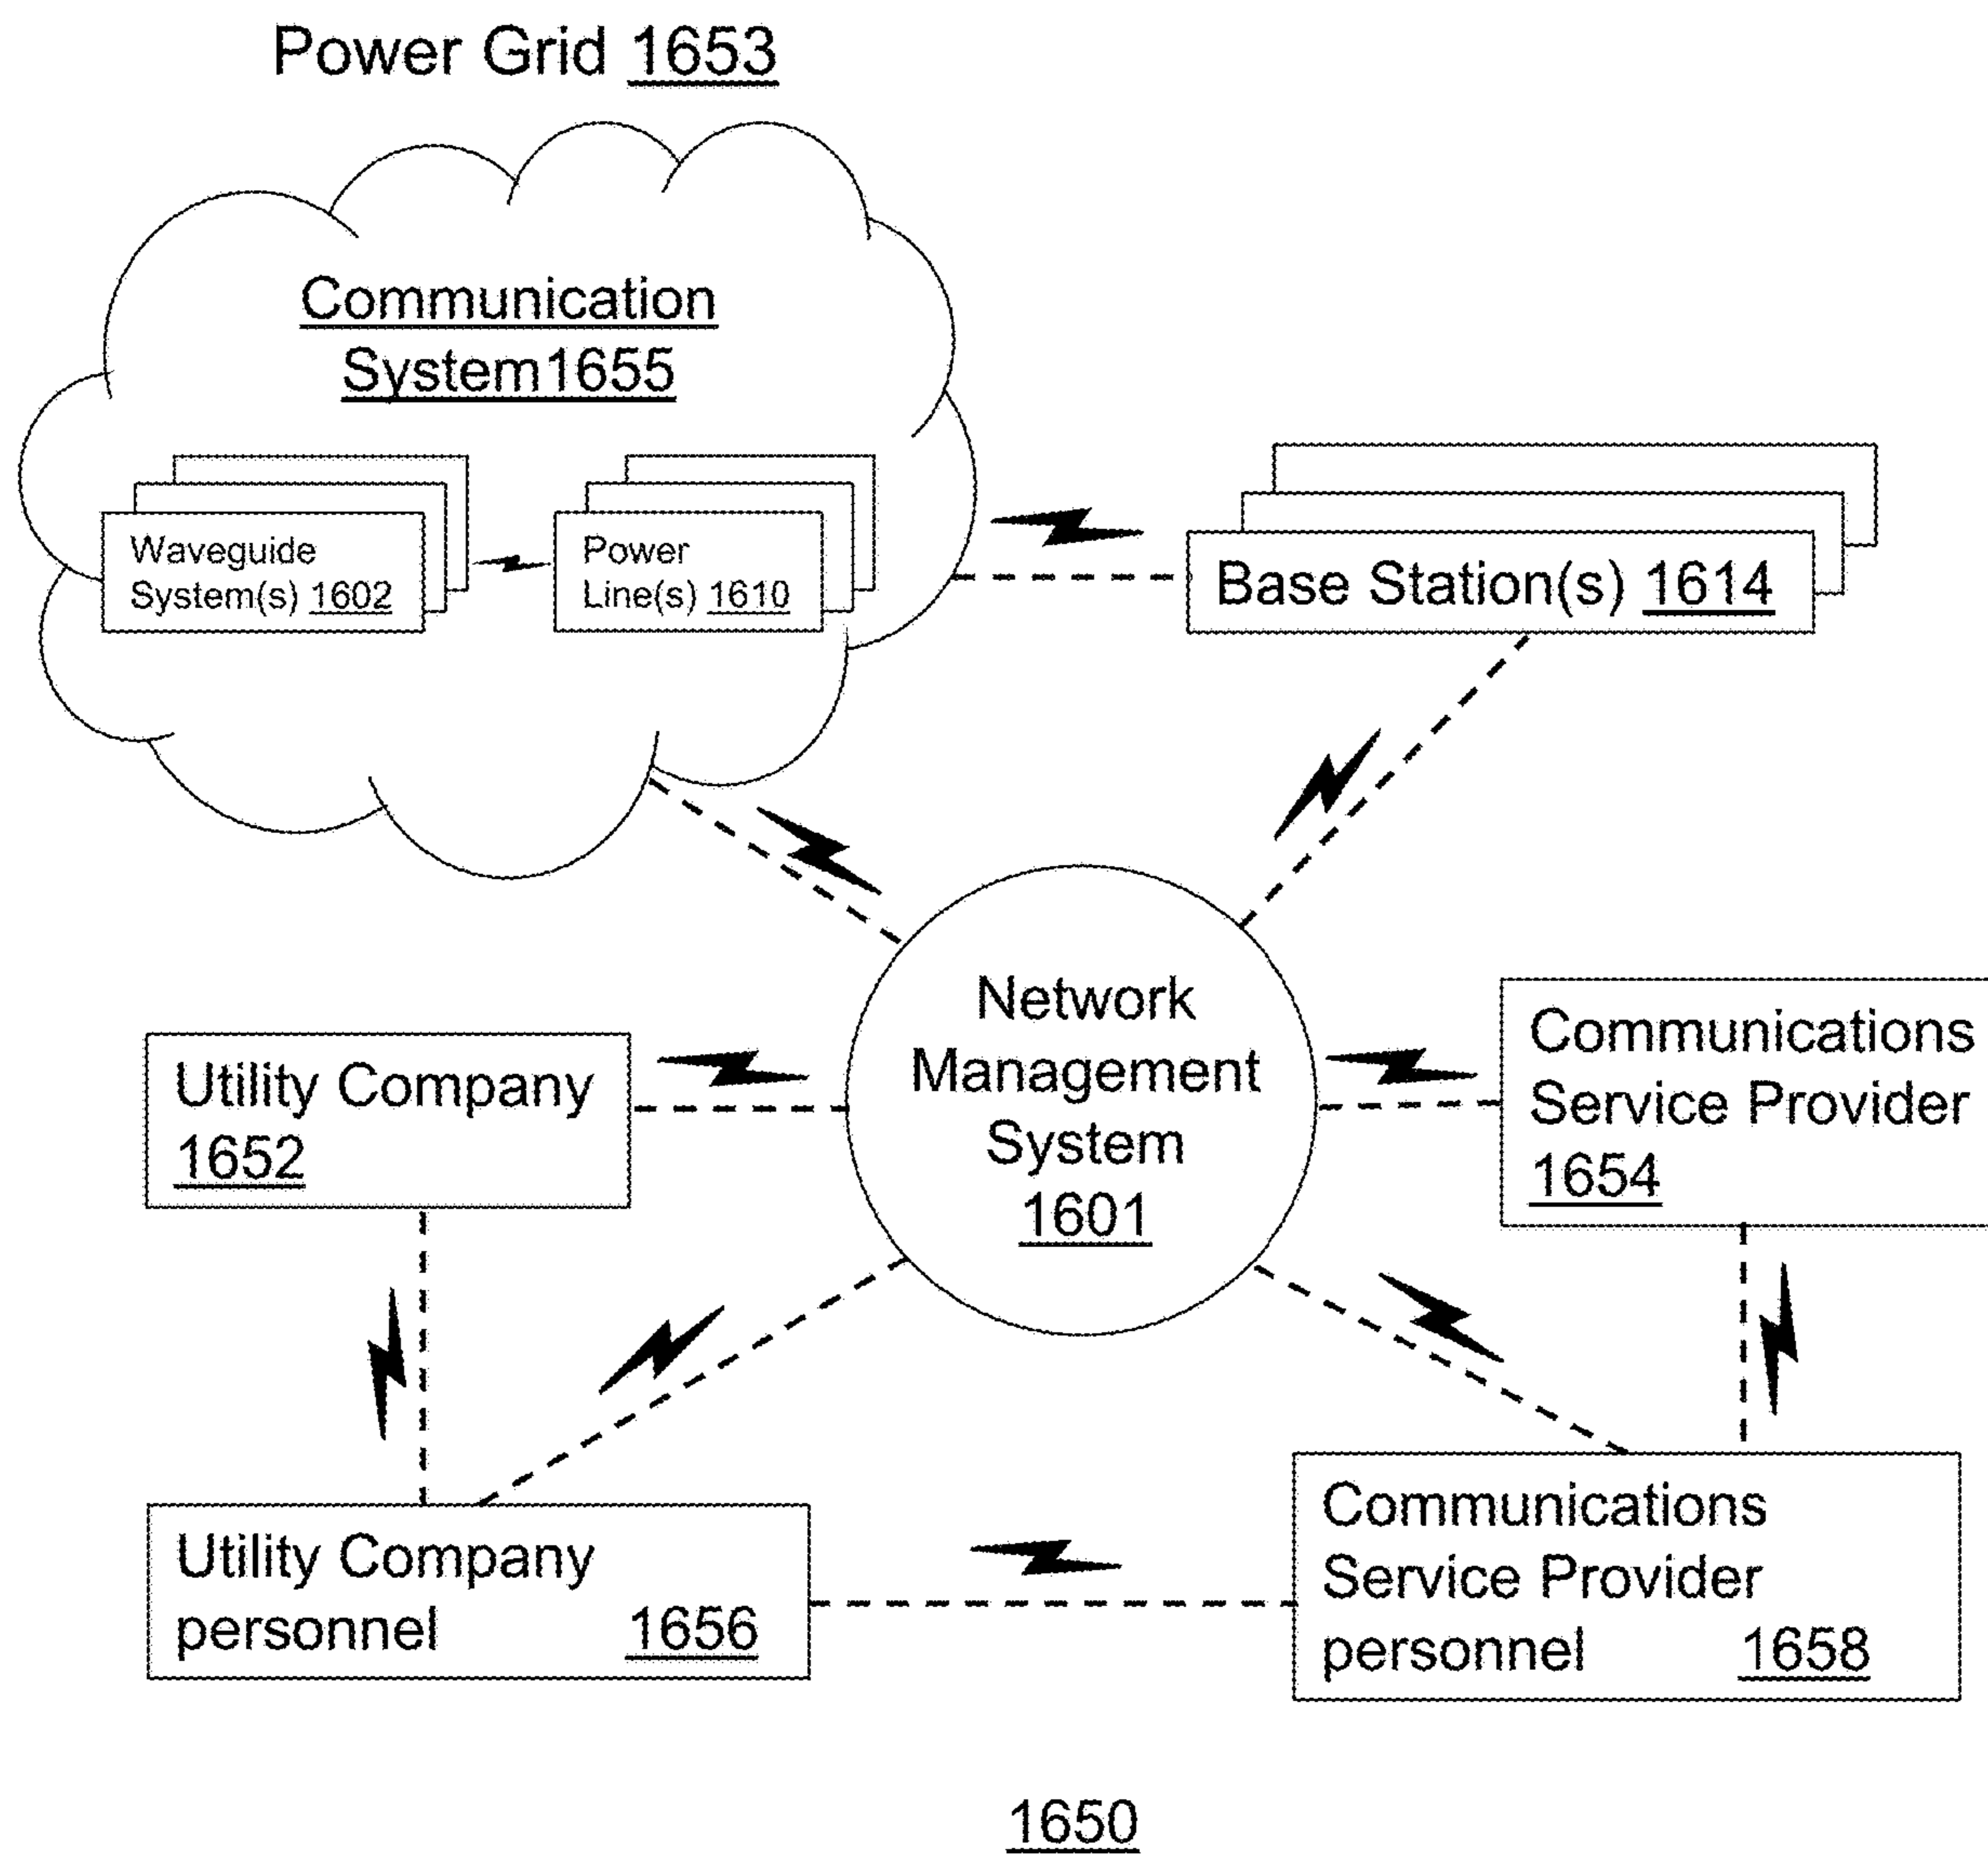 Power Grid 1653
Communication
System1655
Waveguide
System(s) 1602
Power
Line(s) 1610
Base Station(s) 1614
Network
Management
System
1601
Utility Company
1652
Communications
Service Provider
1654
Utility Company
personnel 1656
Communications
Service Provider
personnel 1658
1650